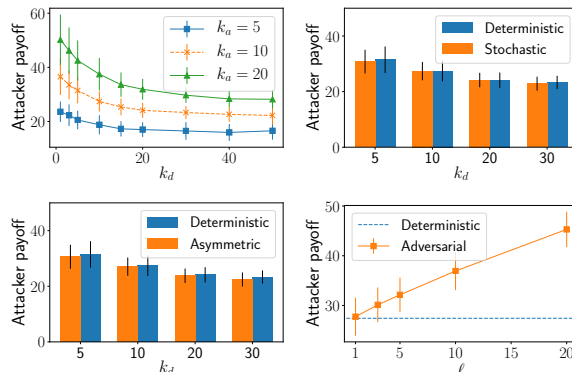 60
40
20
Attacker payoff
k_a = 5
k_a = 10
k_a = 20
0
20
40
k_d
60
40
20
0
Attacker payoff
Deterministic
Stochastic
5
10
20
30
k_d
40
20
0
Attacker payoff
Deterministic
Asymmetric
5
10
20
30
k_d
50
40
30
Attacker payoff
Deterministic
Adversarial
1
5
10
15
20
ℓ